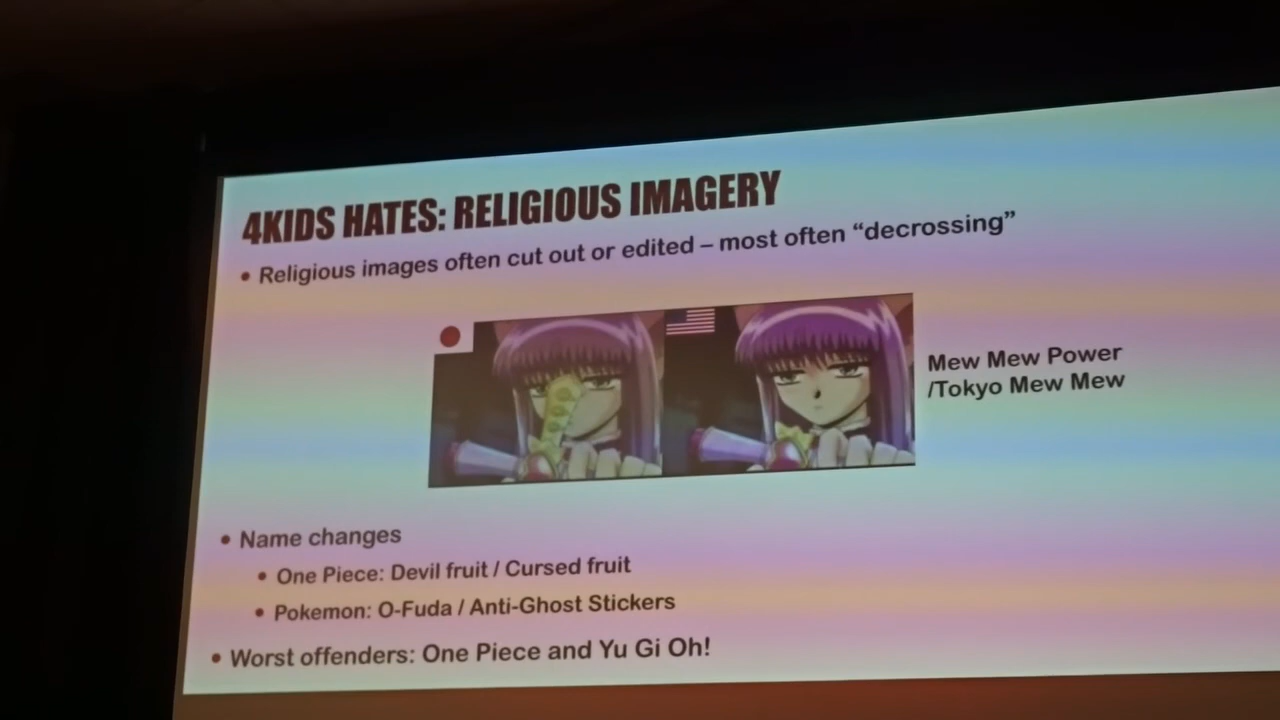 4KIDS HATES: RELIGIOUS IMAGERY
• Religious images often cut out or edited – most often “decrossing”
Mew Mew Power
/Tokyo Mew Mew
• Name changes
• One Piece: Devil fruit / Cursed fruit
• Pokemon: O-Fuda / Anti-Ghost Stickers
• Worst offenders: One Piece and Yu Gi Oh!